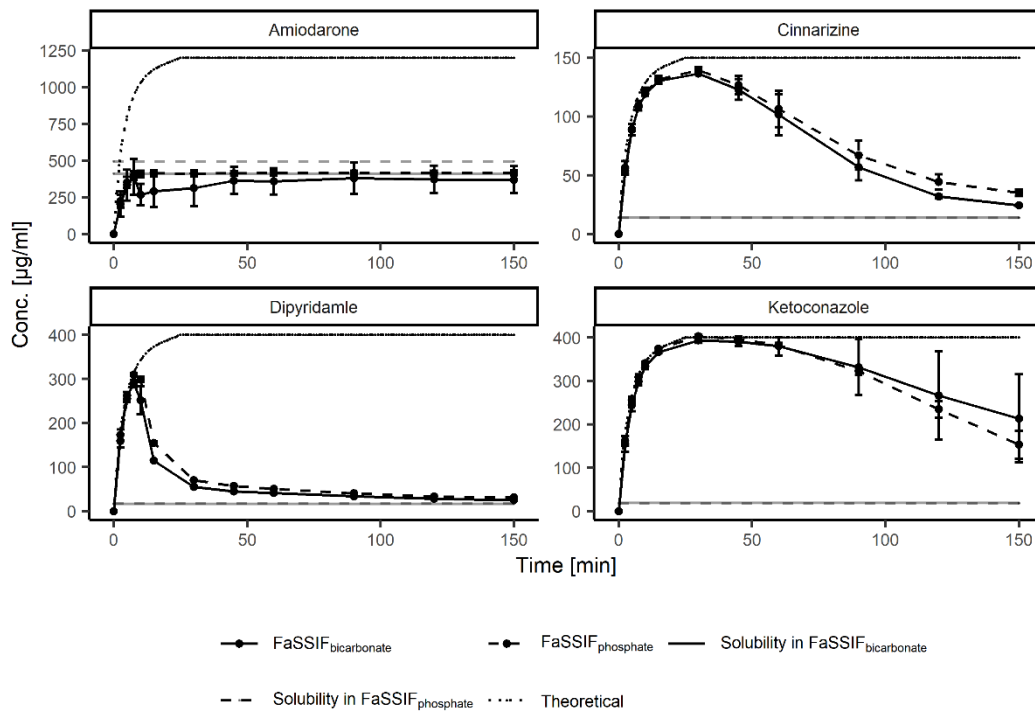 Amiodarone
Cinnarizine
1250
1000
750
500
250
0
150
100
50
0
0 50 100 150
0 50 100 150
Conc. [µg/ml]
Dipyridamle
Ketoconazole
400
300
200
100
0
400
300
200
100
0
0 50 100 150
0 50 100 150
Time [min]
FaSSIFbicarbonate FaSSIFphosphate Solubility in FaSSIFbicarbonate
Solubility in FaSSIFphosphate Theoretical